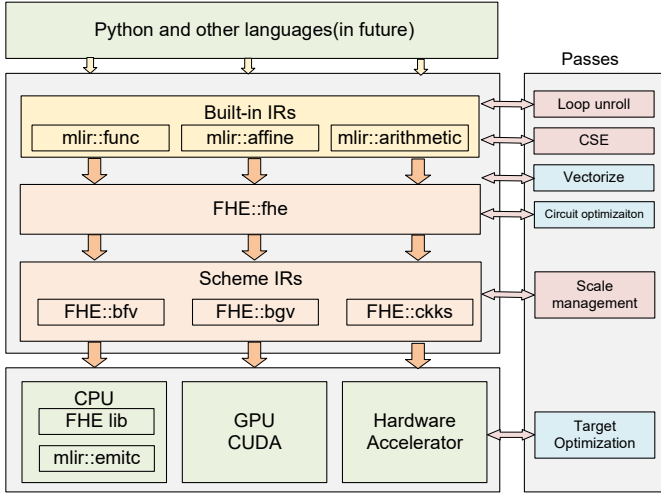 Python and other languages(in future)
Passes
Built-in IRs
mlir::func
mlir::affine
mlir::arithmetic
Loop unroll
CSE
Vectorize
FHE::fhe
Circuit optimizaiton
Scheme IRs
FHE::bfv
FHE::bgv
FHE::ckks
Scale
management
CPU
FHE lib
mlir::emitc
GPU
CUDA
Hardware
Accelerator
Target
Optimization